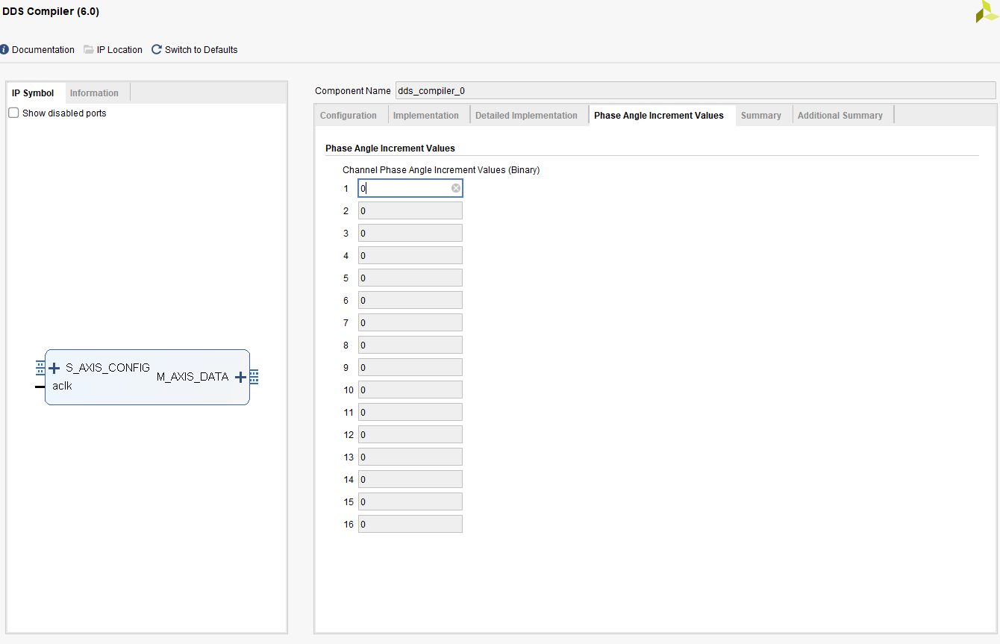 DDS Compiler (6.0)
Documentation IP Location Switch to Defaults
IP Symbol Information
Show disabled ports
S_AXIS_CONFIG
M_AXIS_DATA
aclk
Component Name dds_compiler_0
Configuration Implementation Detailed Implementation Phase Angle Increment Values Summary Additional Summary
Phase Angle Increment Values
Channel Phase Angle Increment Values (Binary)
1 0
2 0
3 0
4 0
5 0
6 0
7 0
8 0
9 0
10 0
11 0
12 0
13 0
14 0
15 0
16 0